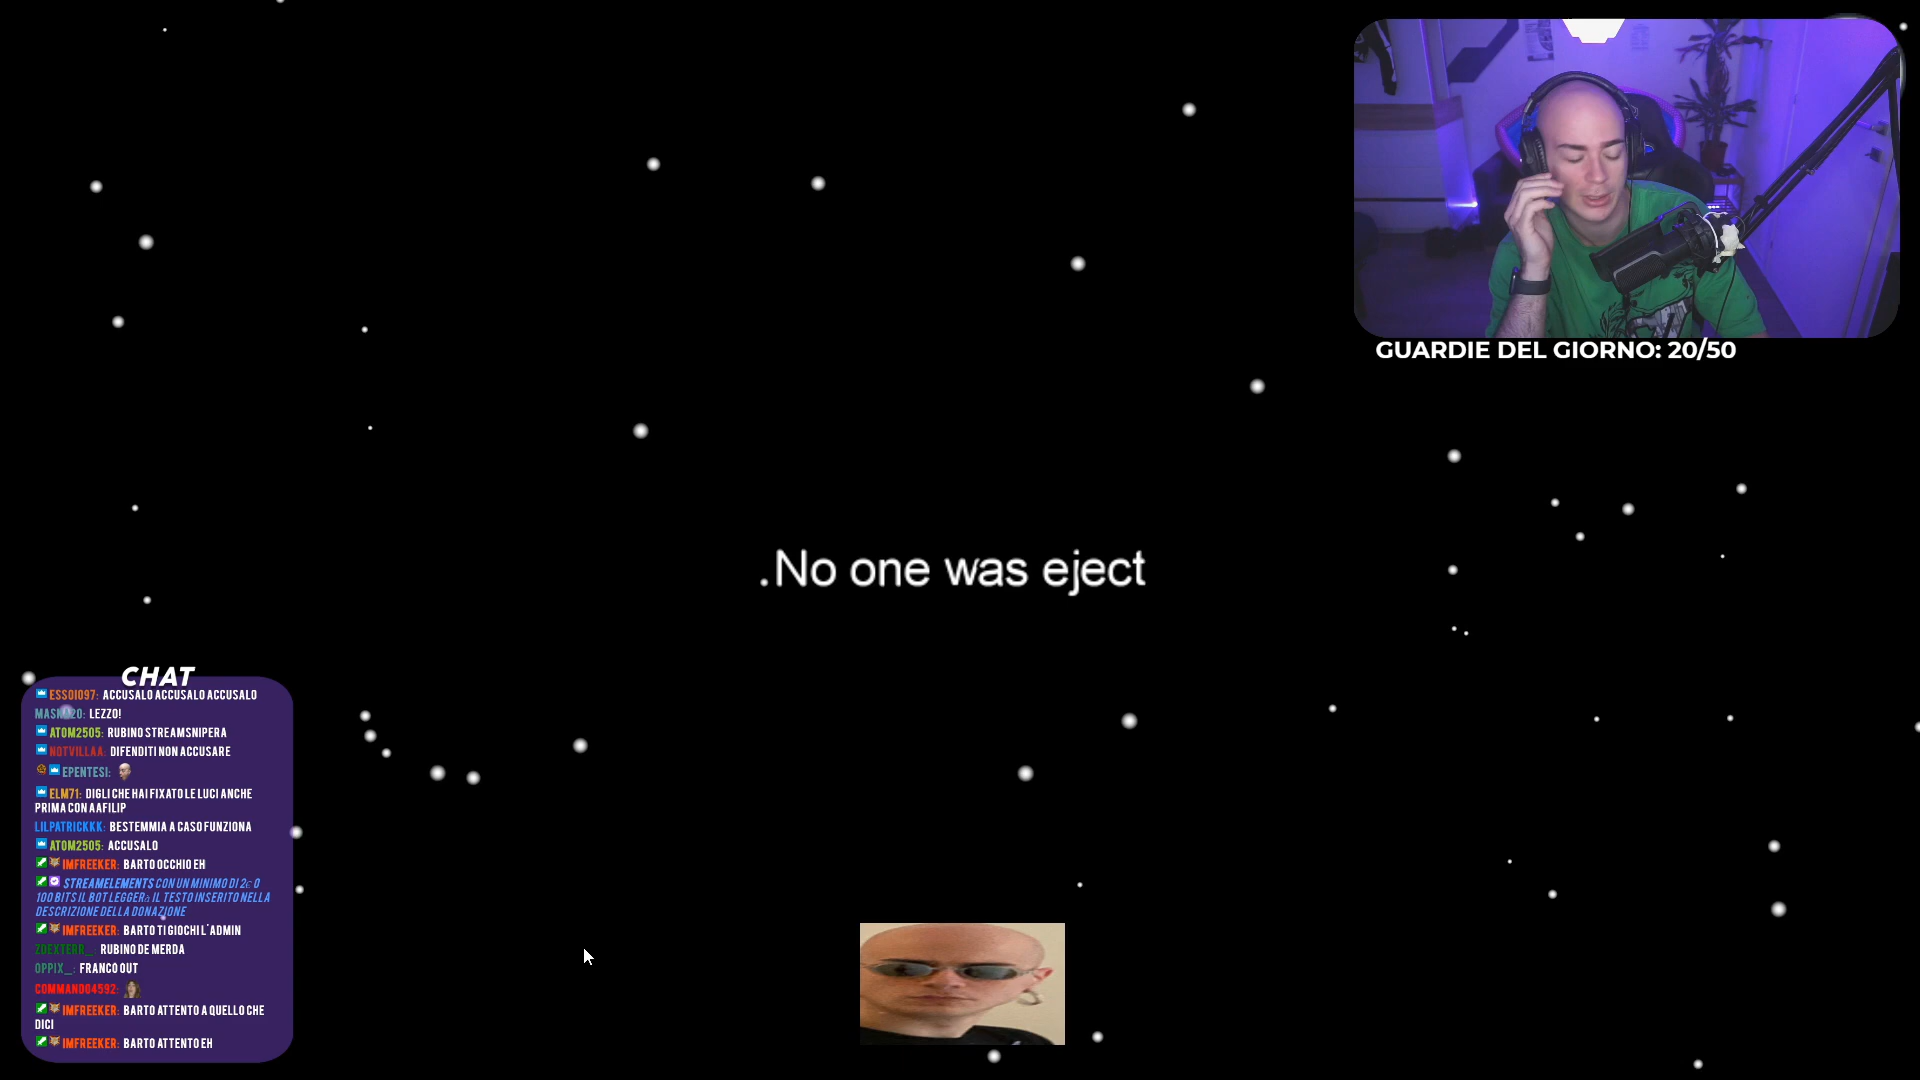 GUARDIE DEL GIORNO: 20/50
.No one was eject
CHAT
ESSO1097: ACCUSALO ACCUSALO ACCUSALO
LEZZO!
ATOM2505: RUBINO STREAMSNIPERA
NOTVILLAA: DIFENDITI NON ACCUSARE
EPENTESI:
ELM71: DIGLI CHE HAI FIXATO LE LUCI ANCHE
PRIMA CON AAFILIP
LILPATRICKKK: BESTEMMIA A CASO FUNZIONA
ATOM2505: ACCUSALO
IMFREEKER: BARTO OCCHIO EH
STREAMELEMENTS CON UN MINIMO DI 2€ O
100 BITS IL BOT LEGGERà IL TESTO INSERITO NELLA
DESCRIZIONE DELLA DONAZIONE
IMFREEKER: BARTO TI GIOCHI L'ADMIN
ZOEXTERR_: RUBINO DE MERDA
OPPIX_: FRANCO OUT
COMMANDO4592:
IMFREEKER: BARTO ATTENTO A QUELLO CHE
DICI
IMFREEKER: BARTO ATTENTO EH